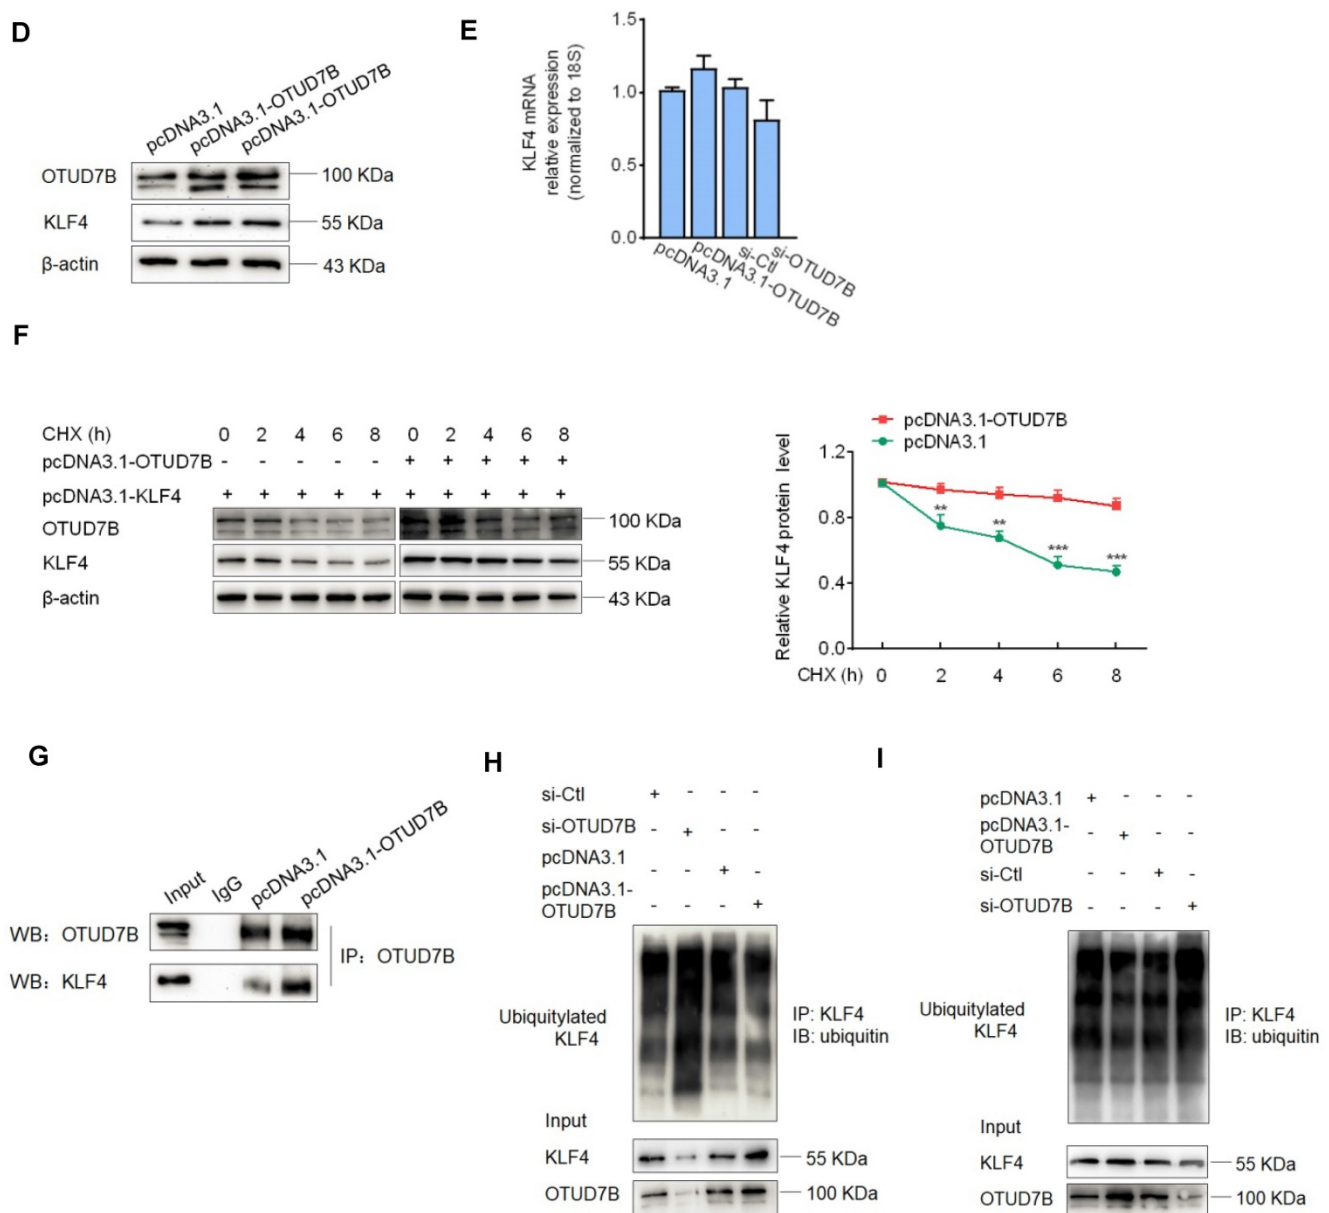 D
pcDNA3.1
pcDNA3.1-OTUD7B
pcDNA3.1-OTUD7B
OTUD7B
100 KDa
KLF4
55 KDa
β-actin
43 KDa
E
KLF4 mRNA
relative expression
(normalized to 18S)
1.5
1.0
0.5
0.0
pcDNA3.1
pcDNA3.1-OTUD7B
si-Ctl
si-OTUD7B
F
CHX (h) 0 2 4 6 8 0 2 4 6 8
pcDNA3.1-OTUD7B - - - - - + + + + +
pcDNA3.1-KLF4 + + + + + + + + + +
OTUD7B 100 KDa
KLF4 55 KDa
β-actin 43 KDa
pcDNA3.1-OTUD7B
pcDNA3.1
Relative KLF4 protein level
1.2
0.8
0.4
0.0
** ** *** ***
CHX (h) 0 2 4 6 8
G
Input
IgG
pcDNA3.1
pcDNA3.1-OTUD7B
WB: OTUD7B
WB: KLF4
IP: OTUD7B
H
si-Ctl + - - -
si-OTUD7B - + - -
pcDNA3.1 - - + -
pcDNA3.1-
OTUD7B - - - +
Ubiquitylated
KLF4
IP: KLF4
IB: ubiquitin
Input
KLF4 55 KDa
OTUD7B 100 KDa
I
pcDNA3.1 + - - -
pcDNA3.1-
OTUD7B - + - -
si-Ctl - - + -
si-OTUD7B - - - +
Ubiquitylated
KLF4
IP: KLF4
IB: ubiquitin
Input
KLF4 55 KDa
OTUD7B 100 KDa